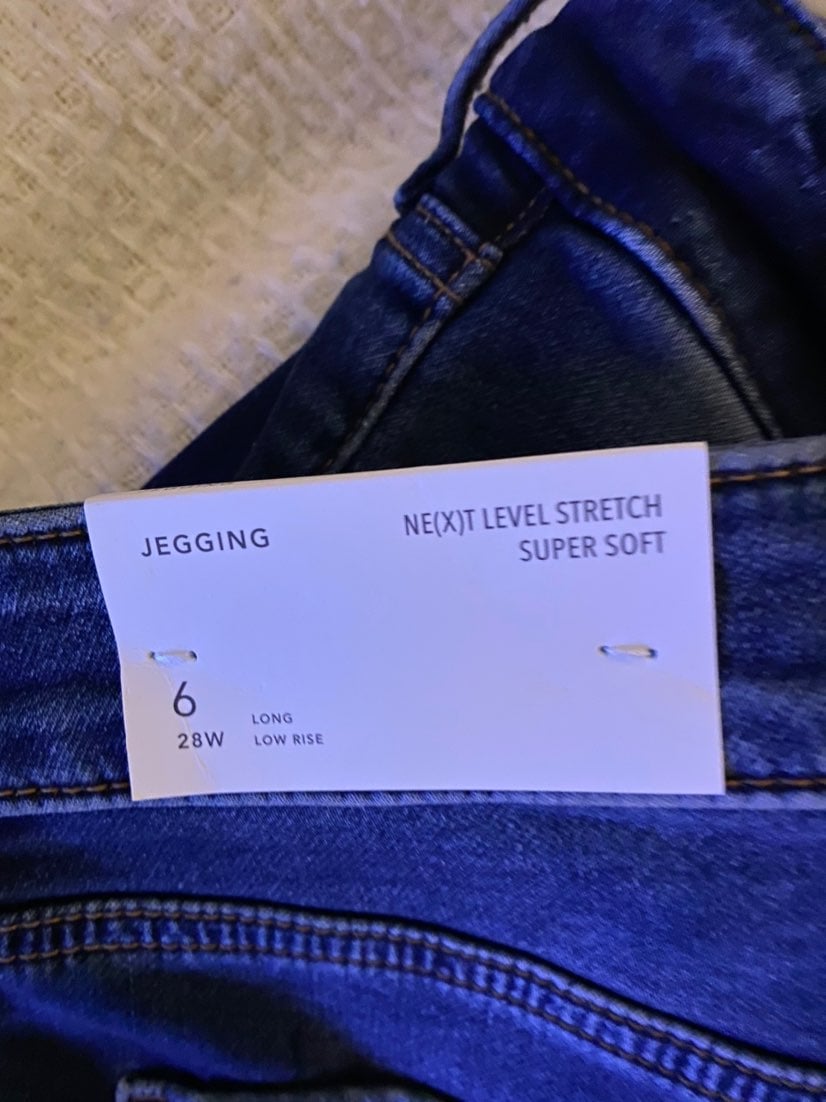 JEGGING
NE(X)T LEVEL STRETCH
SUPER SOFT
6
28W
LONG
LOW RISE